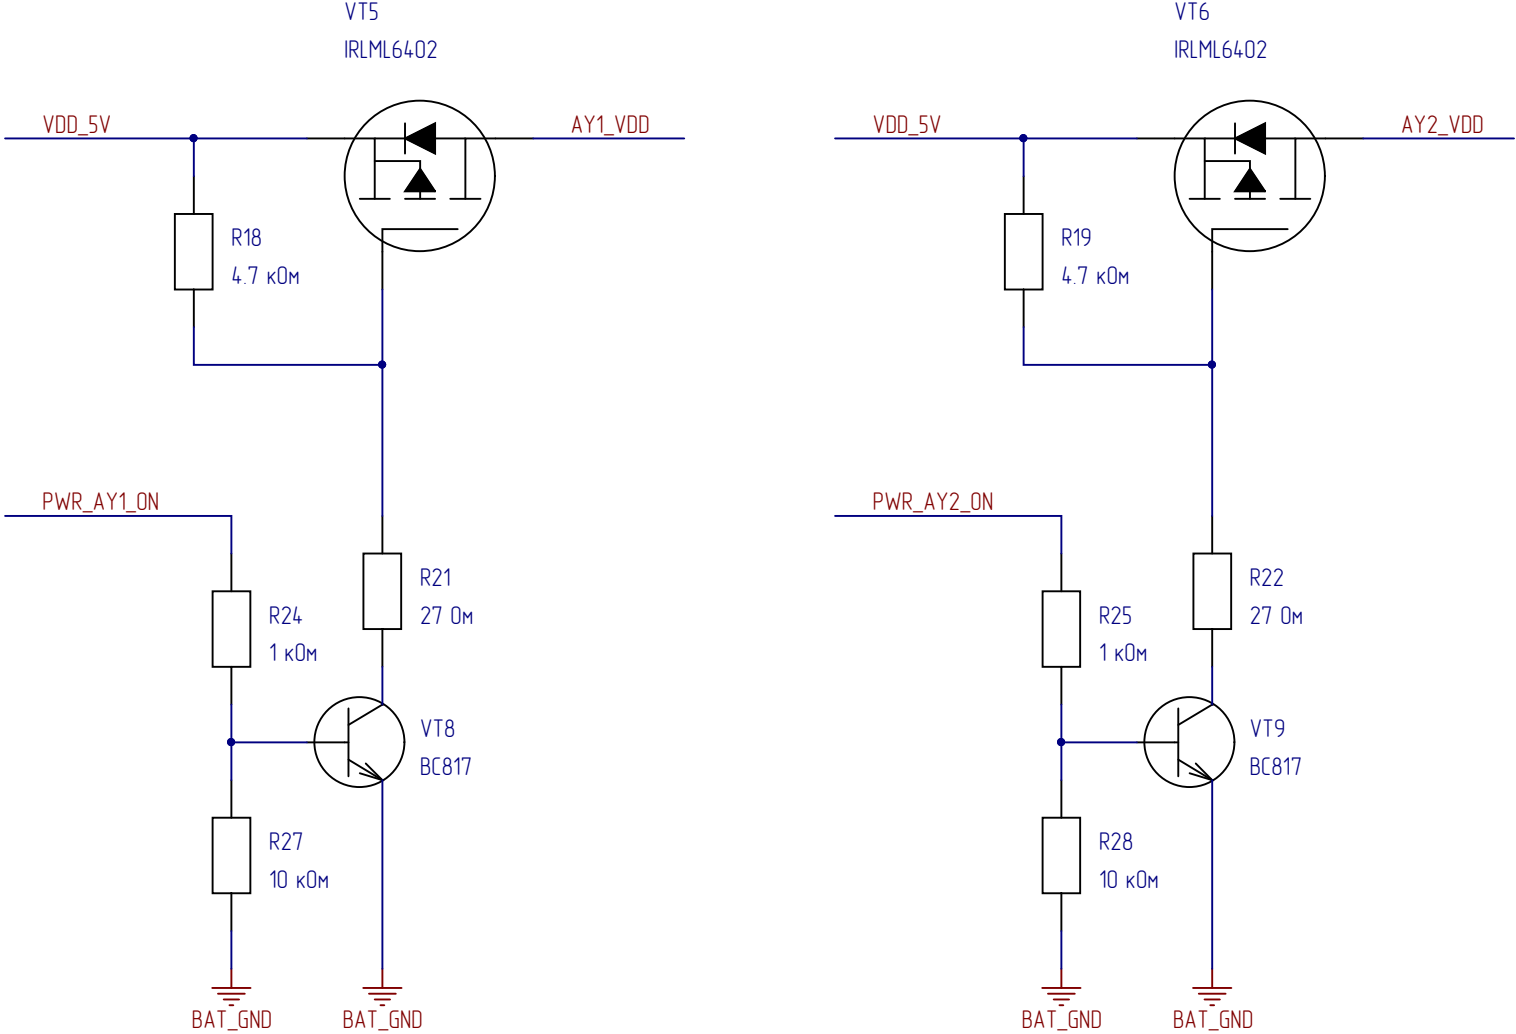 VT5
IRLML6402
VDD_5V
AY1_VDD
R18
4.7 кОм
PWR_AY1_ON
R21
27 Ом
R24
1 кОм
VT8
BC817
R27
10 кОм
BAT_GND
BAT_GND
VT6
IRLML6402
VDD_5V
AY2_VDD
R19
4.7 кОм
PWR_AY2_ON
R22
27 Ом
R25
1 кОм
VT9
BC817
R28
10 кОм
BAT_GND
BAT_GND